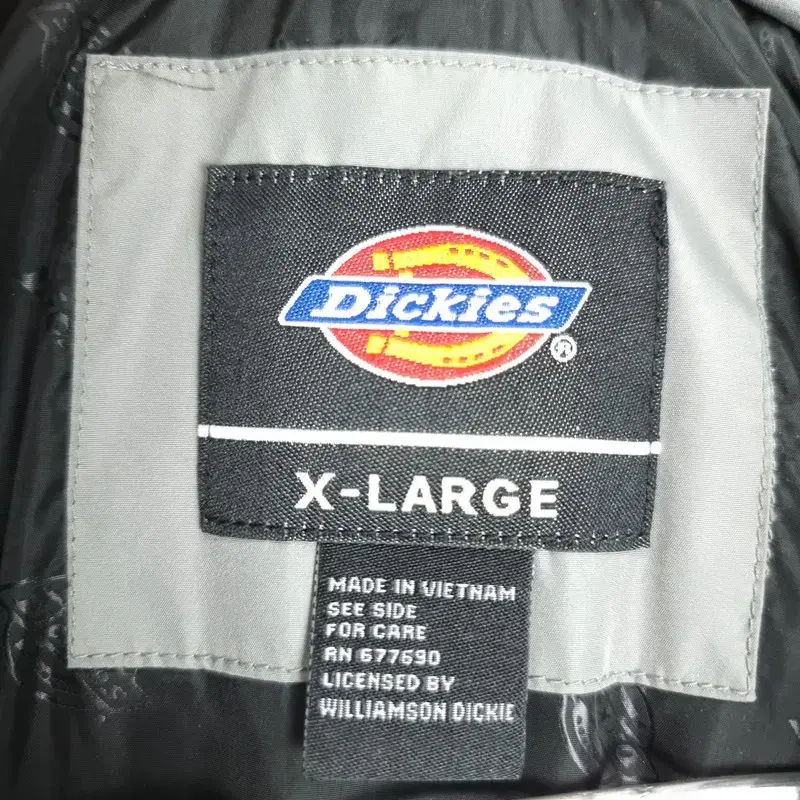 Dickies
®
X-LARGE
MADE IN VIETNAM
SEE SIDE
FOR CARE
RN 677690
LICENSED BY
WILLIAMSON DICKIE